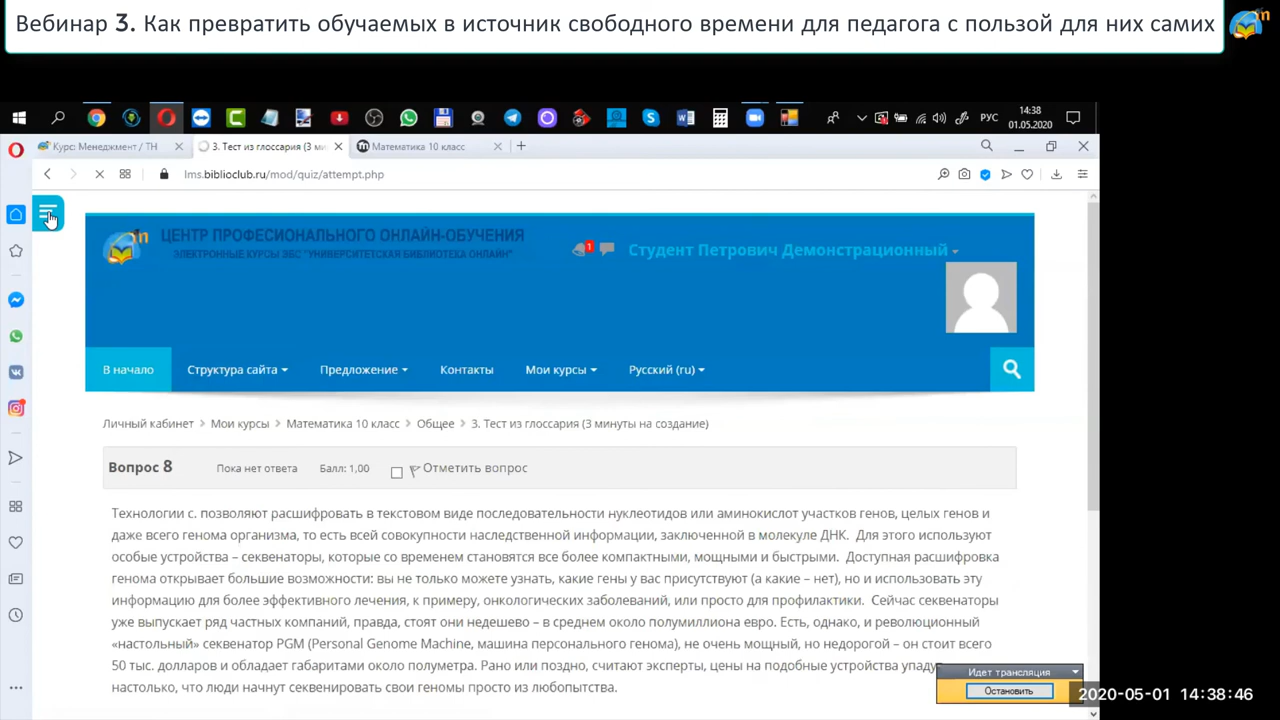 Вебинар 3. Как превратить обучаемых в источник свободного времени для педагога с пользой для них самих
14:38
РУС
01.05.2020
Курс: Менеджмент / ТН
3. Тест из глоссария (3 ми
Математика 10 класс
lms.biblioclub.ru/mod/quiz/attempt.php
ЦЕНТР ПРОФЕСИОНАЛЬНОГО ОНЛАЙН-ОБУЧЕНИЯ
ЭЛЕКТРОННЫЕ КУРСЫ ЭБС "УНИВЕРСИТЕТСКАЯ БИБЛИОТЕКА ОНЛАЙН"
1
Студент Петрович Демонстрационный
В начало
Структура сайта
Предложение
Контакты
Мои курсы
Русский (ru)
Личный кабинет > Мои курсы > Математика 10 класс > Общее > 3. Тест из глоссария (3 минуты на создание)
Вопрос 8
Пока нет ответа
Балл: 1,00
Отметить вопрос
Технологии с. позволяют расшифровать в текстовом виде последовательности нуклеотидов или аминокислот участков генов, целых генов и
даже всего генома организма, то есть всей совокупности наследственной информации, заключенной в молекуле ДНК. Для этого используют
особые устройства – секвенаторы, которые со временем становятся все более компактными, мощными и быстрыми. Доступная расшифровка
генома открывает большие возможности: вы не только можете узнать, какие гены у вас присутствуют (а какие – нет), но и использовать эту
информацию для более эффективного лечения, к примеру, онкологических заболеваний, или просто для профилактики. Сейчас секвенаторы
уже выпускает ряд частных компаний, правда, стоят они недешево – в среднем около полумиллиона евро. Есть, однако, и революционный
«настольный» секвенатор PGM (Personal Genome Machine, машина персонального генома), не очень мощный, но недорогой – он стоит всего
50 тыс. долларов и обладает габаритами около полуметра. Рано или поздно, считают эксперты, цены на подобные устройства упаду
настолько, что люди начнут секвенировать свои геномы просто из любопытства.
Идет трансляция
Остановить
2020-05-01 14:38:46